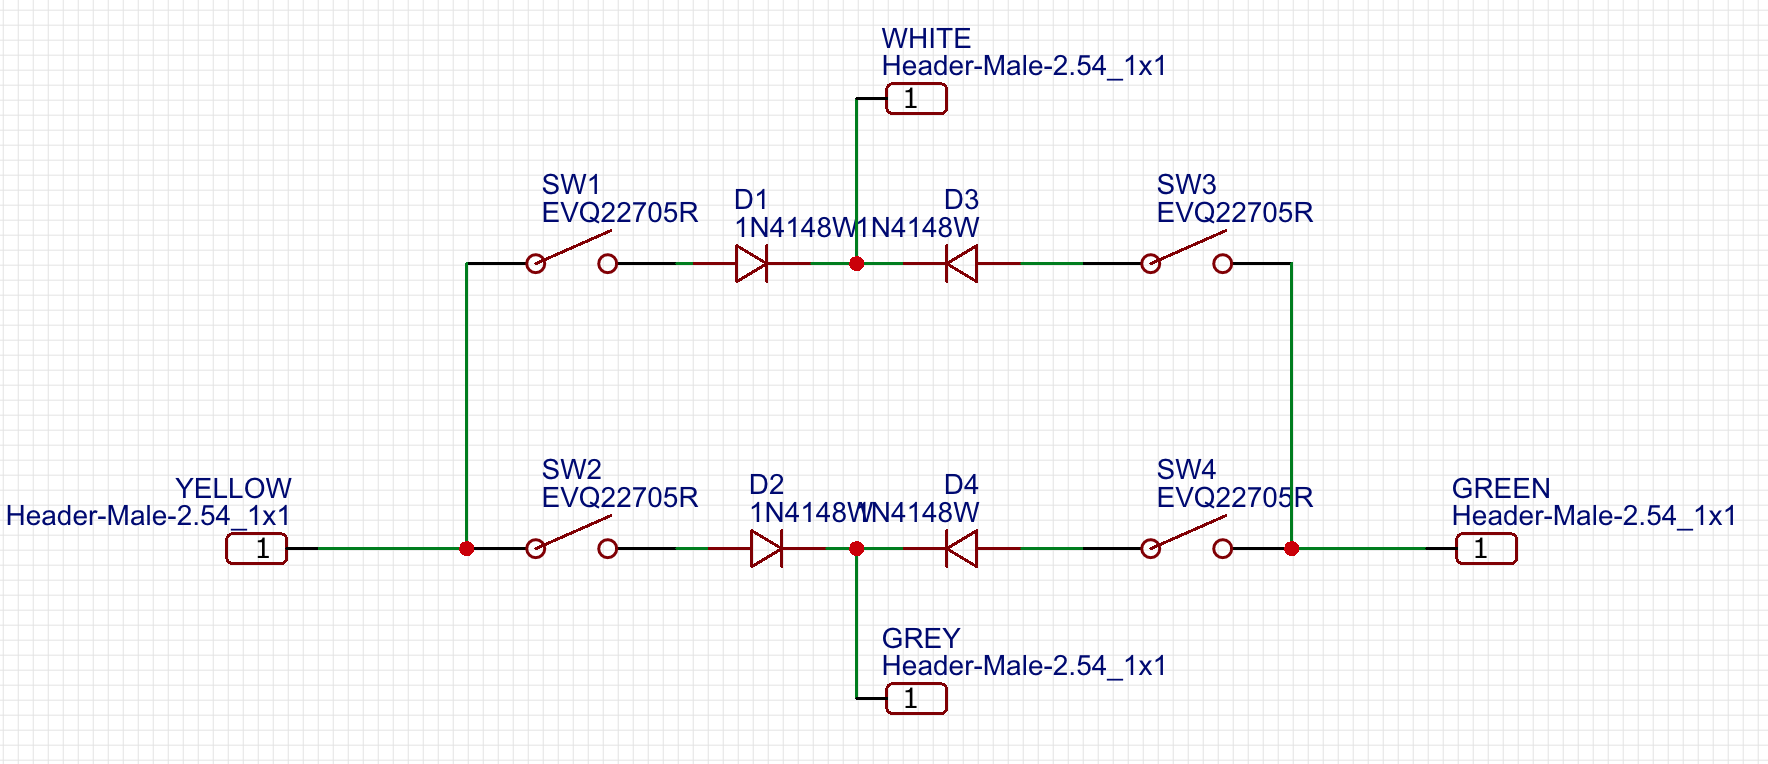 WHITE
Header-Male-2.54_1x1
1
SW1
EVQ22705R
D1
1N4148W
D3
1N4148W
SW3
EVQ22705R
YELLOW
Header-Male-2.54_1x1
1
SW2
EVQ22705R
D2
1N4148W
D4
1N4148W
SW4
EVQ22705R
GREEN
Header-Male-2.54_1x1
1
GREY
Header-Male-2.54_1x1
1